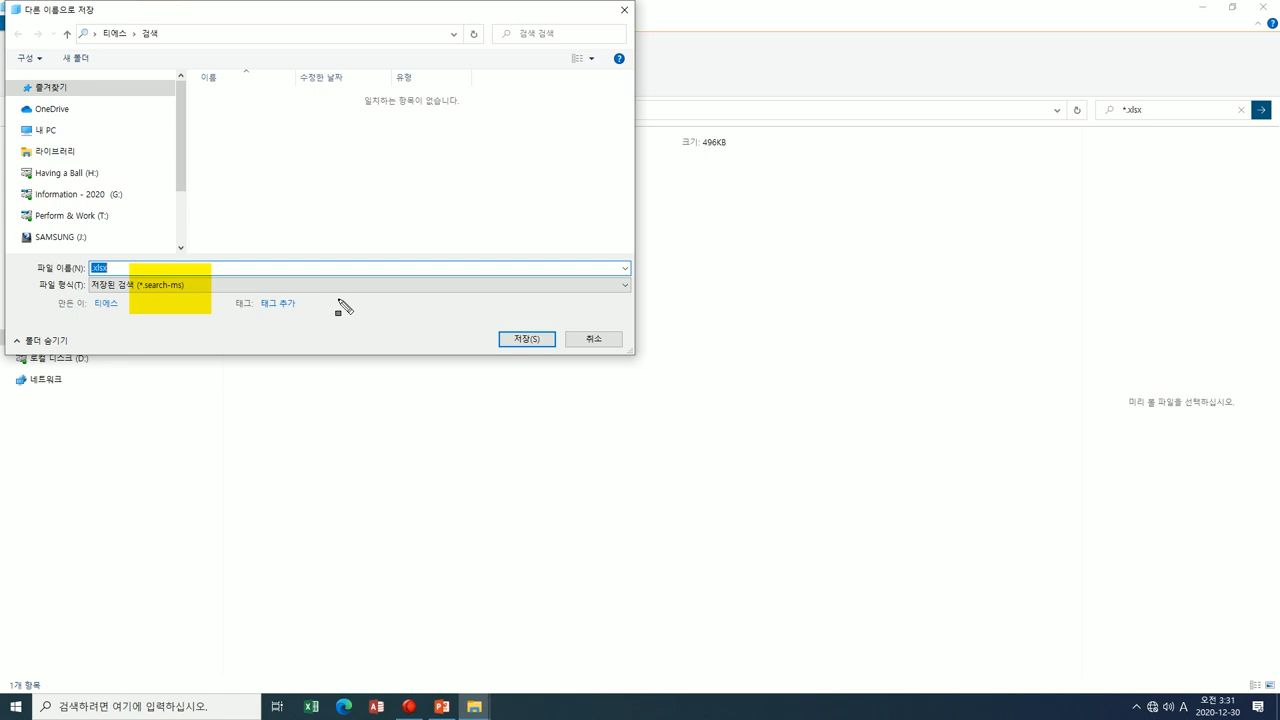 다른 이름으로 저장
티에스 > 검색
검색 검색
구성
새 폴더
이름
수정한 날짜
유형
즐겨찾기
일치하는 항목이 없습니다.
OneDrive
내 PC
라이브러리
Having a Ball (H:)
Information - 2020 (G:)
Perform & Work (T:)
SAMSUNG (J:)
파일 이름(N):
.xlsx
파일 형식(T):
저장된 검색 (*.search-ms)
만든 이:
티에스
태그:
태그 추가
폴더 숨기기
저장(S)
취소
*.xlsx
크기: 496KB
로컬 디스크 (D:)
네트워크
미리 볼 파일을 선택하십시오.
1개 항목
검색하려면 여기에 입력하십시오.
A
오전 3:31
2020-12-30